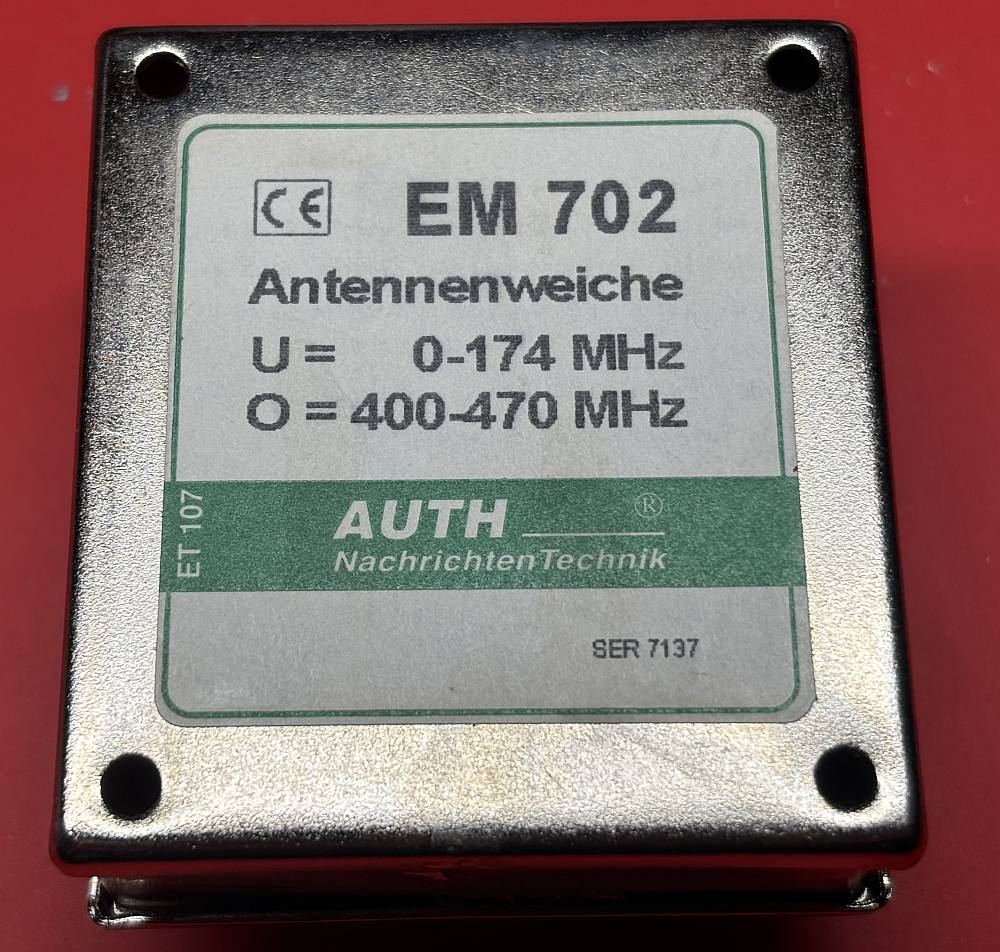 CE EM 702
Antennenweiche
U = 0-174 MHz
O = 400-470 MHz
ET 107
AUTH ®
NachrichtenTechnik
SER 7137